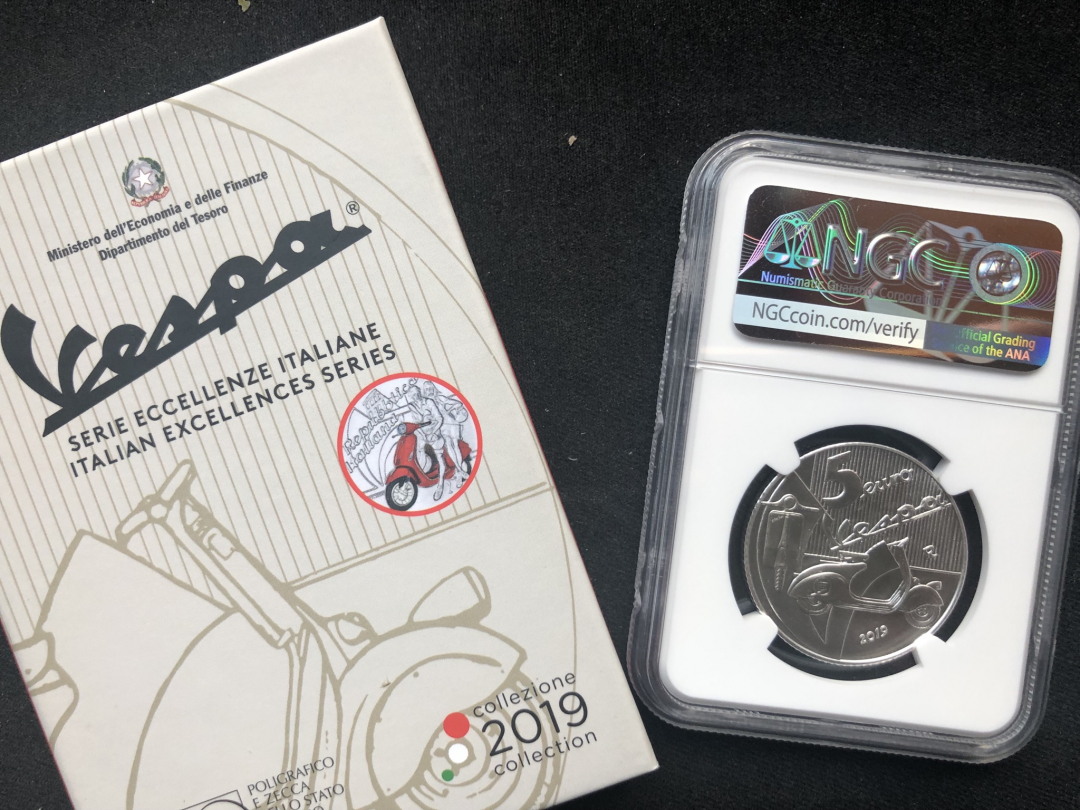 Ministero dell'Economia e delle Finanze
Dipartimento del Tesoro
Vespa®
SERIE ECCELLENZE ITALIANE
ITALIAN EXCELLENCES SERIES
Repubblica
Italiana
collezione
2019
collection
POLIGRAFICO
E ZECCA
DELLO STATO
NGC
Numismatic Guaranty Corporation
NGCcoin.com/verify
Official Grading
of the ANA
5 euro
Vespa
R
2019